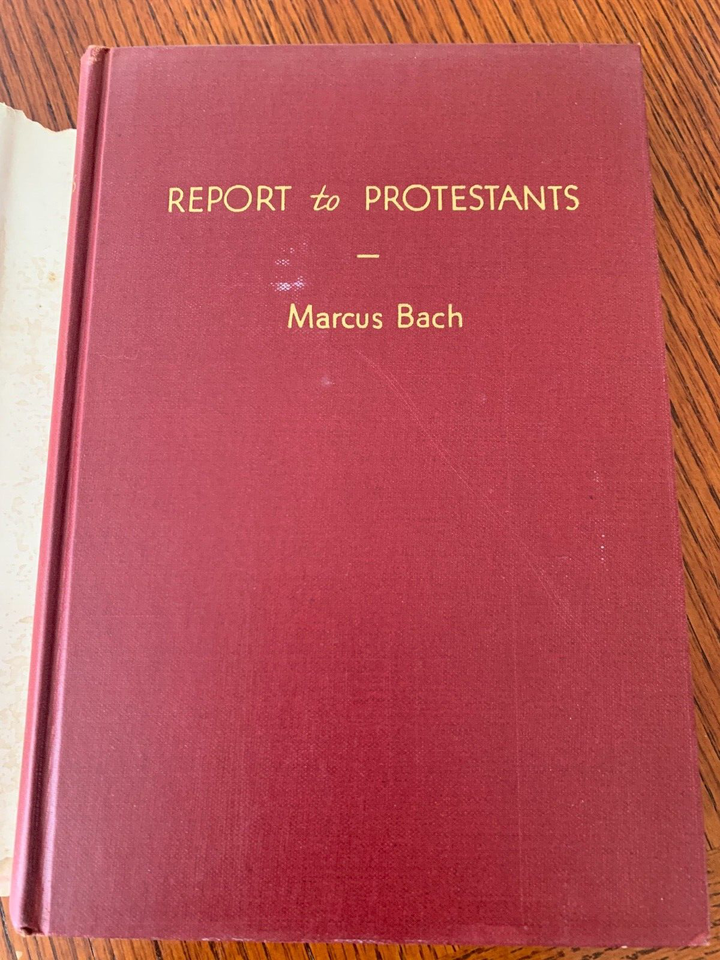 REPORT to PROTESTANTS
—
Marcus Bach